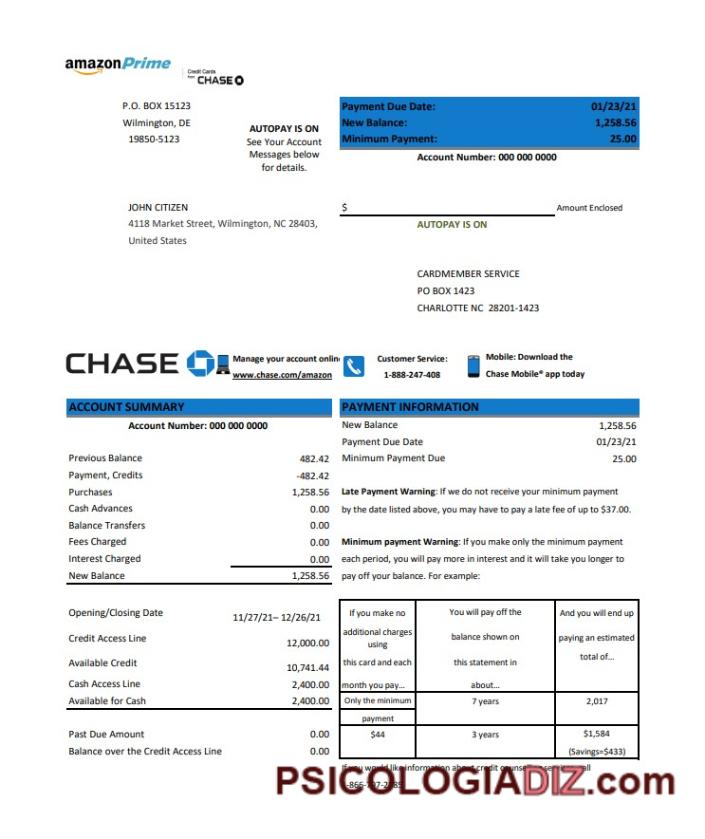 amazonPrime
Credit Cards
from CHASE
P.O. BOX 15123
Wilmington, DE
19850-5123
AUTOPAY IS ON
See Your Account
Messages below
for details.
Payment Due Date: 01/23/21
New Balance: 1,258.56
Minimum Payment: 25.00
Account Number: 000 000 0000
JOHN CITIZEN
4118 Market Street, Wilmington, NC 28403,
United States
$ Amount Enclosed
AUTOPAY IS ON
CARDMEMBER SERVICE
PO BOX 1423
CHARLOTTE NC 28201-1423
CHASE
Manage your account onlin
www.chase.com/amazon
Customer Service:
1-888-247-408
Mobile: Download the
Chase Mobile® app today
ACCOUNT SUMMARY
Account Number: 000 000 0000
Previous Balance 482.42
Payment, Credits -482.42
Purchases 1,258.56
Cash Advances 0.00
Balance Transfers 0.00
Fees Charged 0.00
Interest Charged 0.00
New Balance 1,258.56
Opening/Closing Date 11/27/21– 12/26/21
Credit Access Line 12,000.00
Available Credit 10,741.44
Cash Access Line 2,400.00
Available for Cash 2,400.00
Past Due Amount 0.00
Balance over the Credit Access Line 0.00
PAYMENT INFORMATION
New Balance 1,258.56
Payment Due Date 01/23/21
Minimum Payment Due 25.00
Late Payment Warning: If we do not receive your minimum payment
by the date listed above, you may have to pay a late fee of up to $37.00.
Minimum payment Warning: If you make only the minimum payment
each period, you will pay more in interest and it will take you longer to
pay off your balance. For example:
If you make no
additional charges
using
this card and each
month you pay...
You will pay off the
balance shown on
this statement in
about...
And you will end up
paying an estimated
total of...
Only the minimum
payment
7 years
2,017
$44
3 years
$1,584
(Savings=$433)
If you would like information about credit
PSICOLOGIADIZ.com